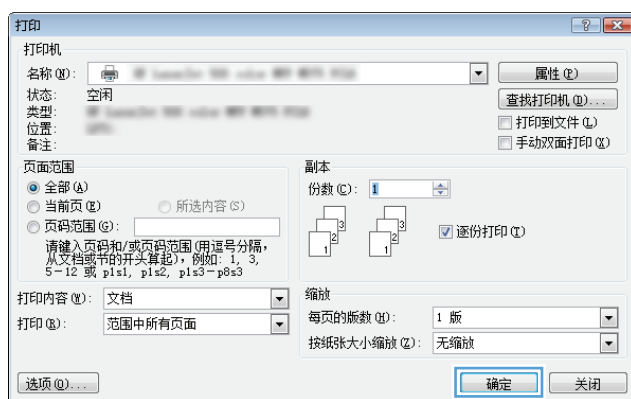 打印
打印机
名称(N):
属性(P)
状态: 空闲
查找打印机(D)...
类型:
位置:
打印到文件(L)
备注:
手动双面打印(X)
页面范围
全部(A)
当前页(E) 所选内容(S)
页码范围(G):
请键入页码和/或页码范围(用逗号分隔，
从文档或节的开头算起)，例如: 1, 3,
5-12 或 p1s1, p1s2, p1s3-p8s3
副本
份数(C): 1
3 3
2 2
1 1
逐份打印(T)
打印内容(W): 文档
打印(R): 范围中所有页面
缩放
每页的版数(H): 1 版
按纸张大小缩放(Z): 无缩放
选项(O)...
确定
关闭